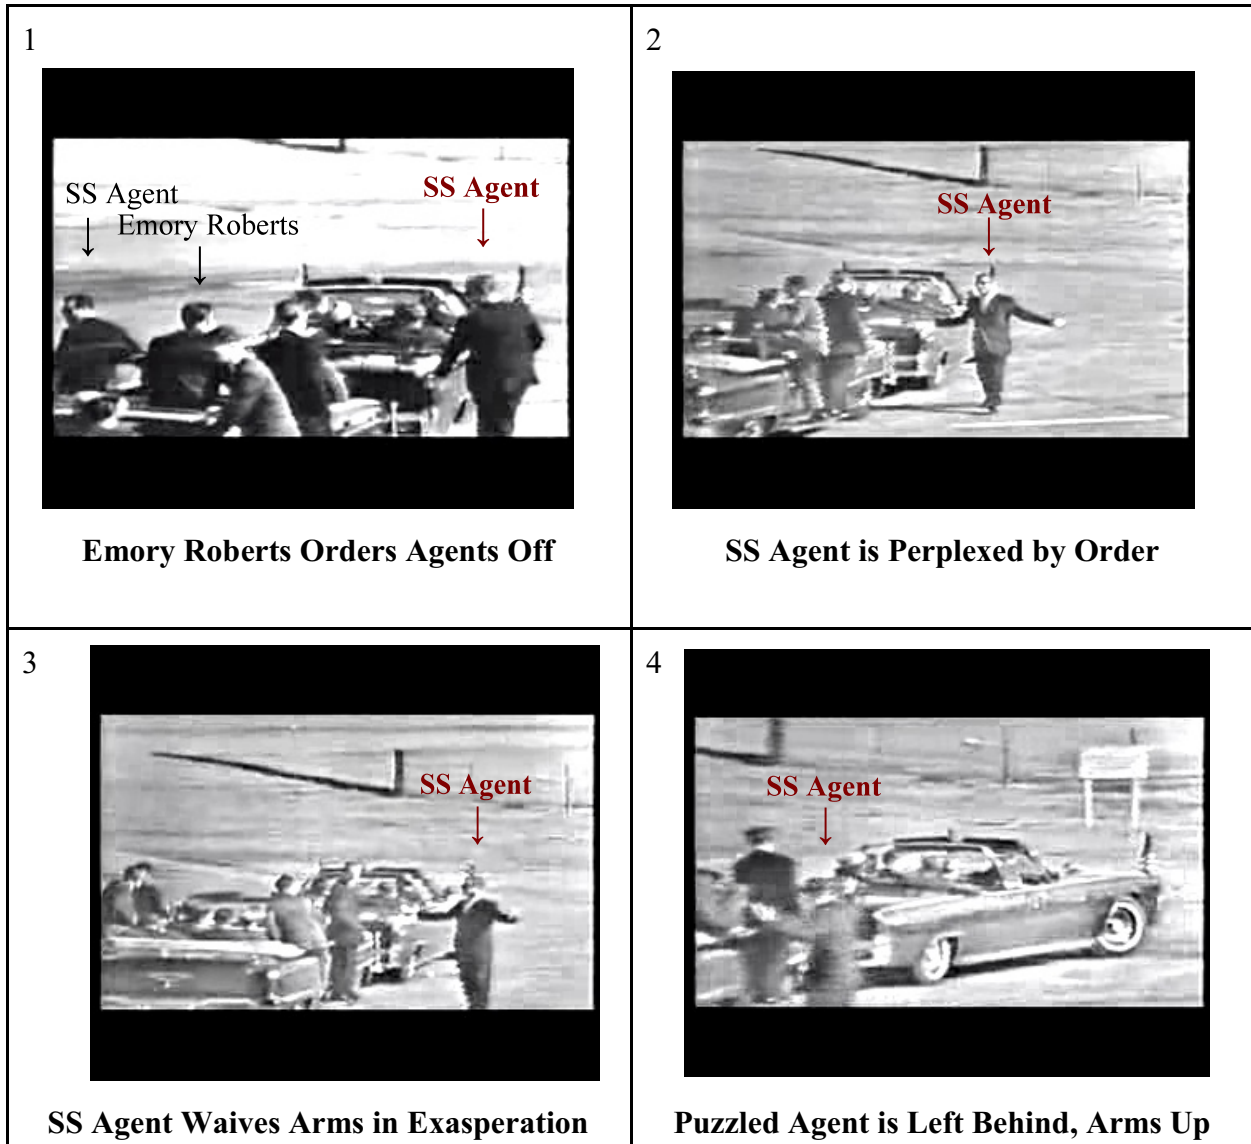 1
SS Agent
Emory Roberts
SS Agent
Emory Roberts Orders Agents Off
2
SS Agent
SS Agent is Perplexed by Order
3
SS Agent
SS Agent Waives Arms in Exasperation
4
SS Agent
Puzzled Agent is Left Behind, Arms Up